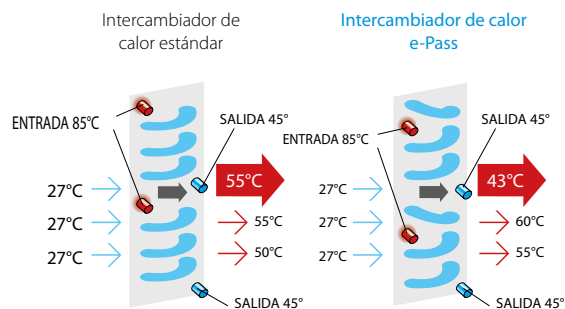 Intercambiador de
calor estándar
ENTRADA 85°C
SALIDA 45°
27°C
55°C
27°C
55°C
27°C
50°C
SALIDA 45°
Intercambiador de calor
e-Pass
ENTRADA 85°C
SALIDA 45°
27°C
43°C
27°C
60°C
27°C
55°C
SALIDA 45°